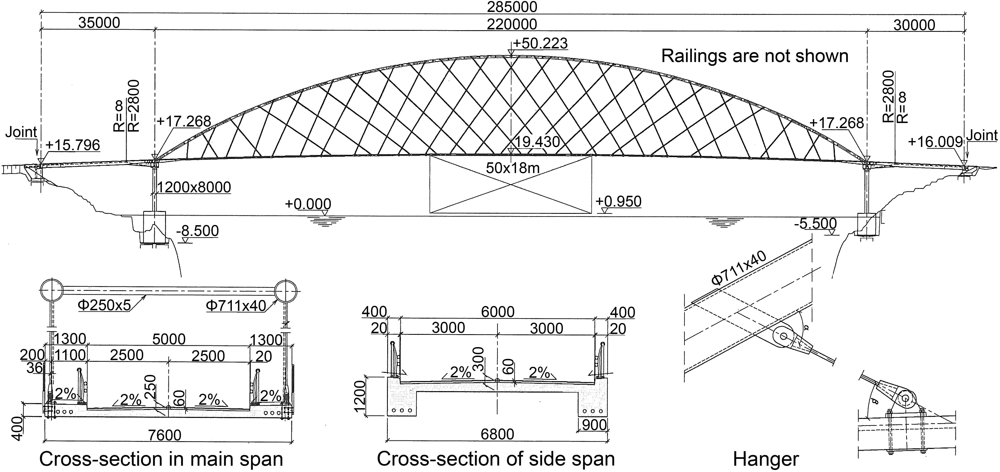 285000
35000
220000
30000
+50.223
Railings are not shown
R=8
R=2800
R=2800
R=8
+17.268
+17.268
Joint
+15.796
19.430
+16.009
Joint
50x18m
1200x8000
+0.000
+0.950
-8.500
-5.500
Φ711x40
α
β
Φ250x5
Φ711x40
1300
5000
1300
200
1100
2500
2500
20
36
2%
2%
250
60
2%
2%
400
7600
400
6000
400
20
3000
3000
20
2%
300
60
2%
1200
900
6800
Cross-section in main span
Cross-section of side span
Hanger